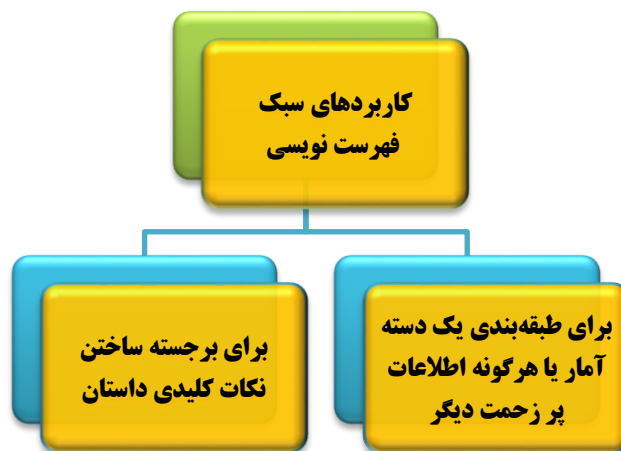 کاربردهای سبک
فهرست نویسی
برای طبقه‌بندی یک دسته
آمار یا هرگونه اطلاعات
پر زحمت دیگر
برای برجسته ساختن
نکات کلیدی داستان